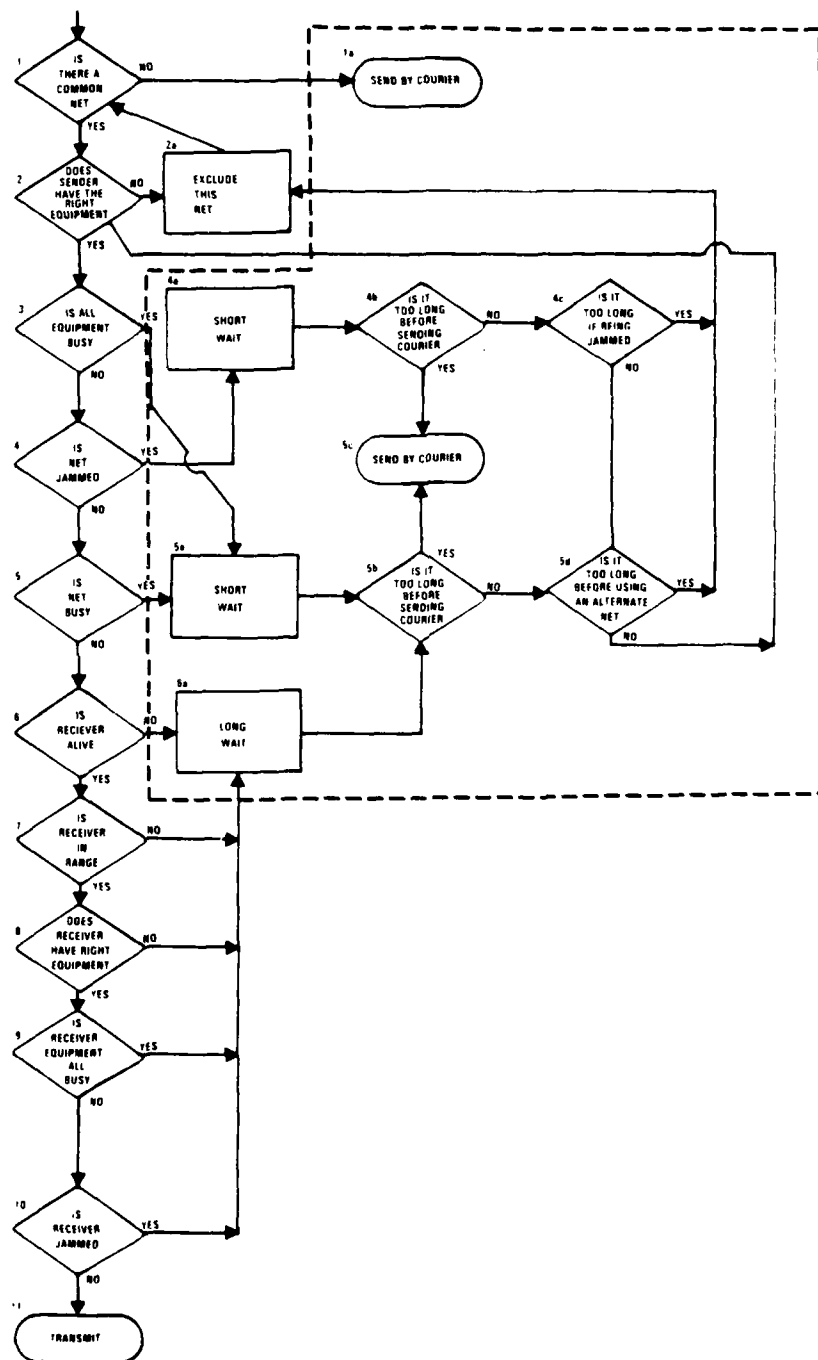 1
IS
THERE A
COMMON
NET
NO
YES
1a
SEND BY COURIER
2
DOES
SENDER
HAVE THE
RIGHT
EQUIPMENT
NO
YES
2a
EXCLUDE
THIS
NET
3
IS ALL
EQUIPMENT
BUSY
YES
NO
4a
SHORT
WAIT
4b
IS IT
TOO LONG
BEFORE
SENDING
COURIER
NO
YES
4c
IS IT
TOO LONG
IF BEING
JAMMED
YES
NO
4
IS
NET
JAMMED
YES
NO
5c
SEND BY COURIER
5
IS
NET
BUSY
YES
NO
5a
SHORT
WAIT
5b
YES
IS IT
TOO LONG
BEFORE
SENDING
COURIER
NO
5d
IS IT
TOO LONG
BEFORE USING
AN ALTERNATE
NET
YES
NO
6
IS
RECIEVER
ALIVE
NO
YES
6a
LONG
WAIT
7
IS
RECEIVER
IN
RANGE
NO
YES
8
DOES
RECEIVER
HAVE RIGHT
EQUIPMENT
NO
YES
9
IS
RECEIVER
EQUIPMENT
ALL
BUSY
YES
NO
10
IS
RECEIVER
JAMMED
YES
NO
11
TRANSMIT